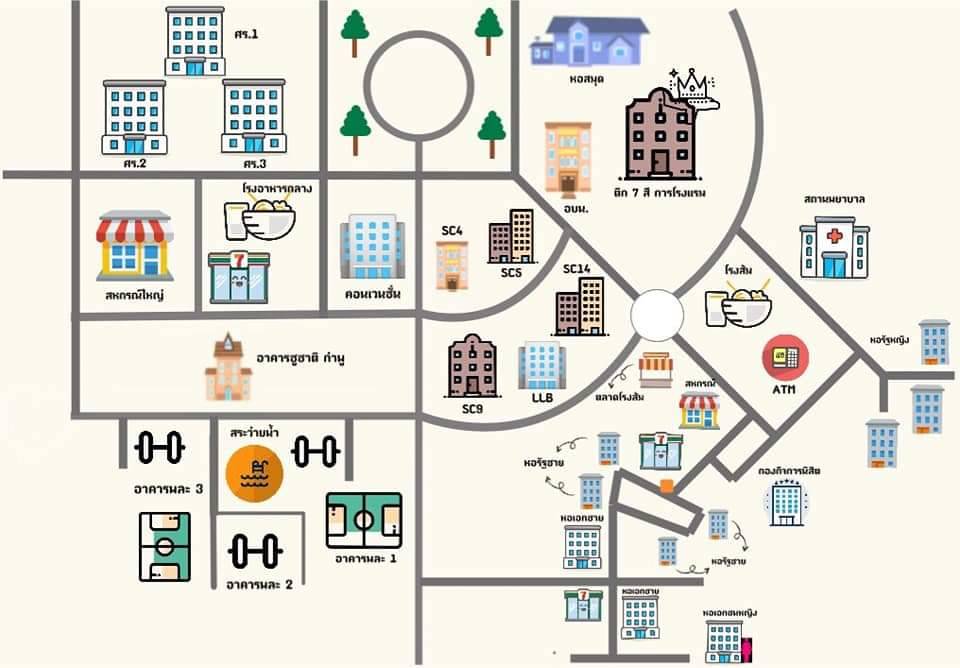 ศร.1
ศร.2
ศร.3
หอสมุด
อบน.
ตึก 7 สี การโรงแรม
สถานพยาบาล
สหกรณ์ใหญ่
โรงอาหารกลาง
7
คอนเวนชั่น
SC4
SC5
SC14
โรงส้ม
ATM
หอรัฐหญิง
อาคารชูชาติ กำภู
SC9
LLB
ตลาดโรงส้ม
สหกรณ์
7
หอรัฐชาย
กองกิจการนิสิต
สระว่ายน้ำ
อาคารพละ 3
อาคารพละ 2
อาคารพละ 1
หอเอกชาย
หอรัฐชาย
7
หอเอกชาย
หอเอกชนหญิง